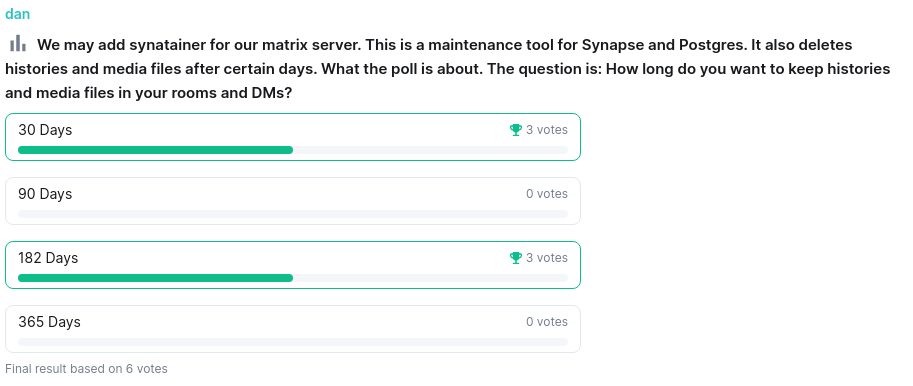 dan
We may add synatainer for our matrix server. This is a maintenance tool for Synapse and Postgres. It also deletes
histories and media files after certain days. What the poll is about. The question is: How long do you want to keep histories
and media files in your rooms and DMs?
30 Days 3 votes
90 Days 0 votes
182 Days 3 votes
365 Days 0 votes
Final result based on 6 votes